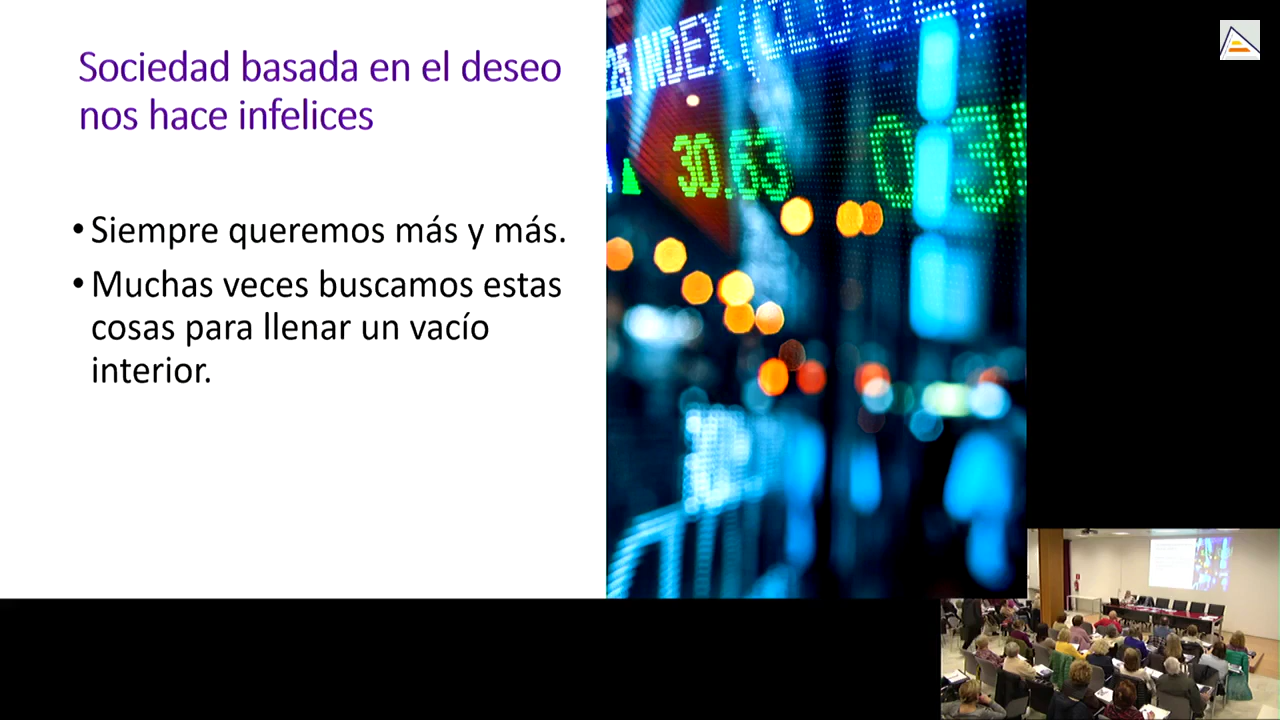 Sociedad basada en el deseo
nos hace infelices
• Siempre queremos más y más.
• Muchas veces buscamos estas
cosas para llenar un vacío
interior.
25 INDEX
30.63